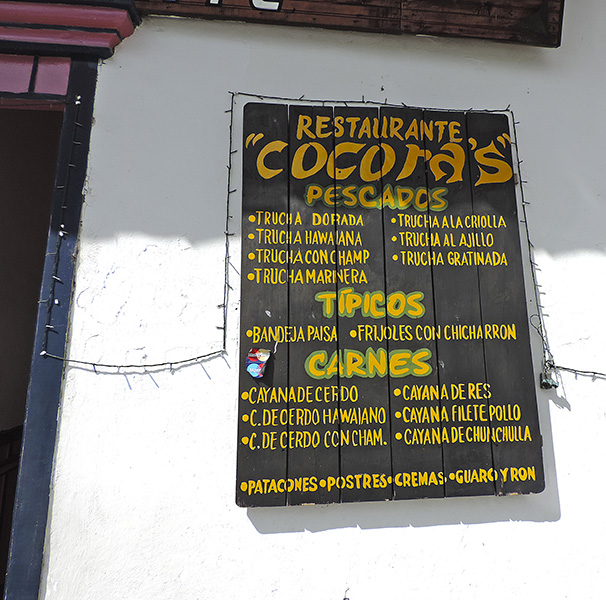 RESTAURANTE
"COCORA'S"
PESCADOS
•TRUCHA DORADA •TRUCHA A LA CRIOLLA
•TRUCHA HAWAIANA •TRUCHA AL AJILLO
•TRUCHA CON CHAMP •TRUCHA GRATINADA
•TRUCHA MARINERA
TÍPICOS
•BANDEJA PAISA •FRIJOLES CON CHICHARRON
CARNES
•CAYANA DE CERDO •CAYANA DE RES
•C. DE CERDO HAWAIANO •CAYANA FILETE POLLO
•C. DE CERDO CON CHAM. •CAYANA DE CHUNCHULLA
•PATACONES •POSTRES •CREMAS •GUARO Y RON